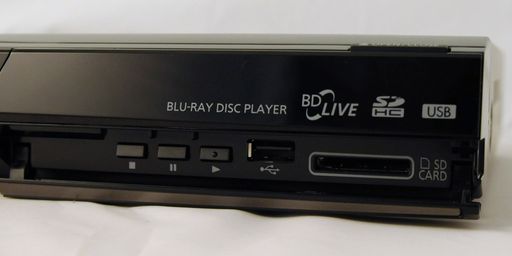 BLU-RAY DISC PLAYER
BD LIVE
SD HC
USB
SD
CARD